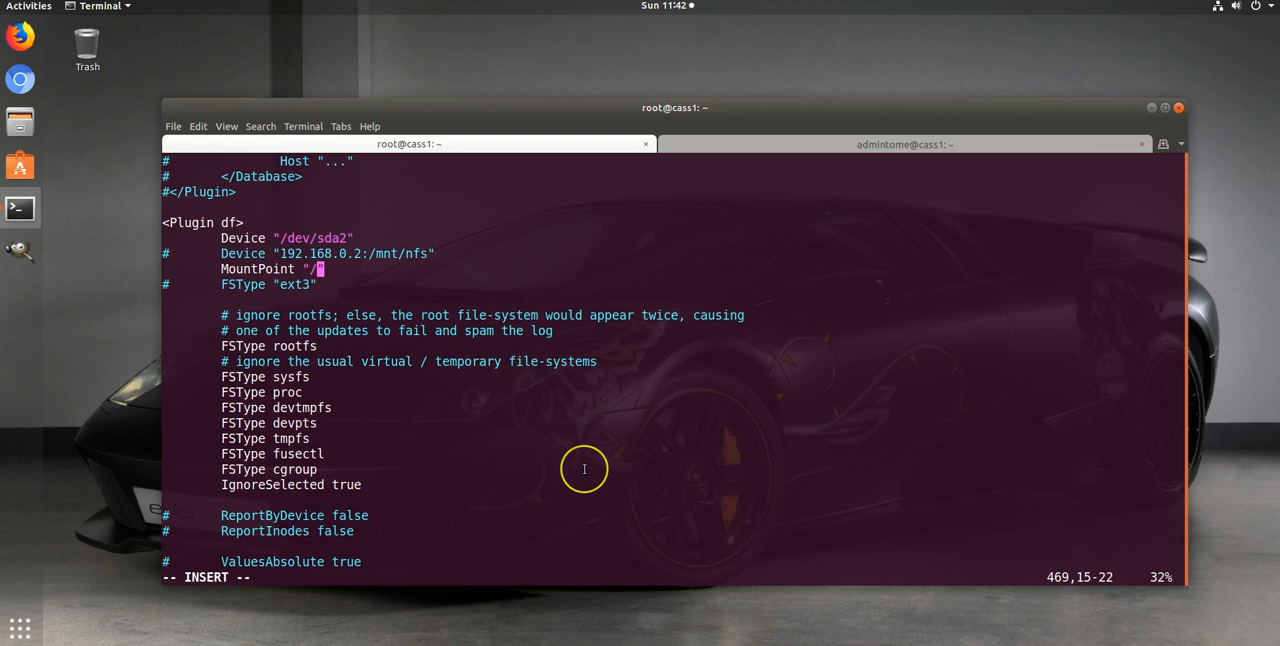 Activities Terminal Sun 11:42
Trash
root@cass1: ~
File Edit View Search Terminal Tabs Help
root@cass1: ~ × admintome@cass1: ~ ×
#               Host "..."
#       </Database>
#</Plugin>
<Plugin df>
        Device "/dev/sda2"
#       Device "192.168.0.2:/mnt/nfs"
        MountPoint "/"
#       FSType "ext3"
        # ignore rootfs; else, the root file-system would appear twice, causing
        # one of the updates to fail and spam the log
        FSType rootfs
        # ignore the usual virtual / temporary file-systems
        FSType sysfs
        FSType proc
        FSType devtmpfs
        FSType devpts
        FSType tmpfs
        FSType fusectl
        FSType cgroup
        IgnoreSelected true
#       ReportByDevice false
#       ReportInodes false
#       ValuesAbsolute true
-- INSERT -- 469,15-22 32%